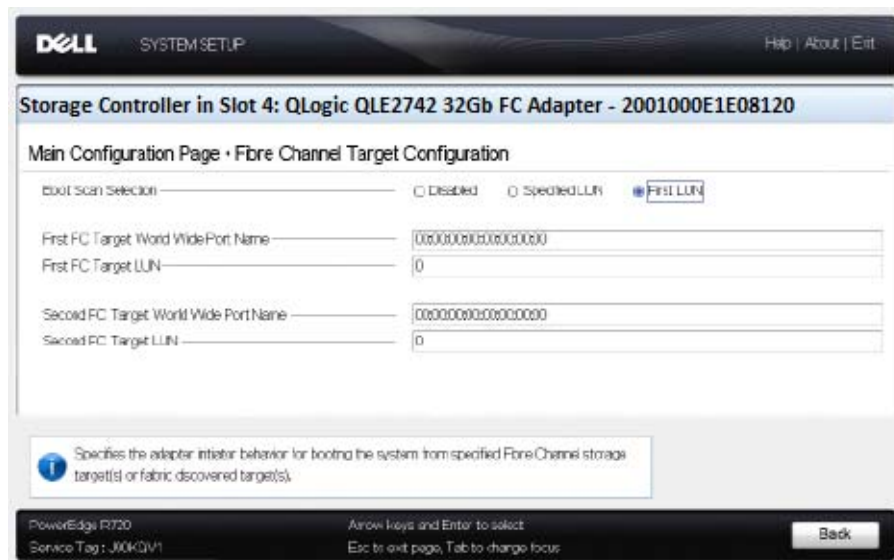 DELL SYSTEM SETUP Help | About | Exit
Storage Controller in Slot 4: QLogic QLE2742 32Gb FC Adapter - 2001000E1E08120
Main Configuration Page • Fibre Channel Target Configuration
Boot Scan Selection Disabled Specified LUN First LUN
First FC Target World Wide Port Name 00:00:00:00:00:00:00:00
First FC Target LUN 0
Second FC Target World Wide Port Name 00:00:00:00:00:00:00:00
Second FC Target LUN 0
Specifies the adapter initiator behavior for booting the system from specified Fibre Channel storage
target(s) or fabric discovered target(s).
PowerEdge R720 Arrow keys and Enter to select
Service Tag : Esc to exit page, Tab to change focus Back